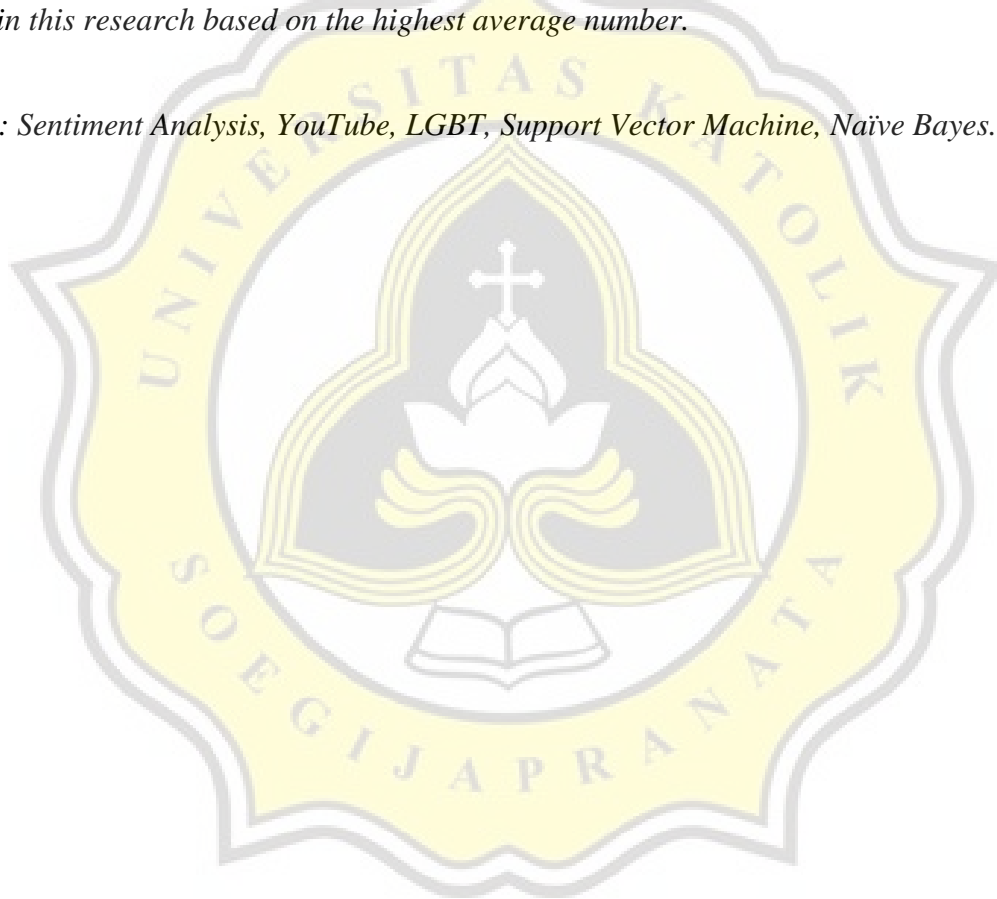 in this research based on the highest average number.
: Sentiment Analysis, YouTube, LGBT, Support Vector Machine, Naïve Bayes.
UNIVERSITAS KATOLIK
SOEGIJAPRANATA